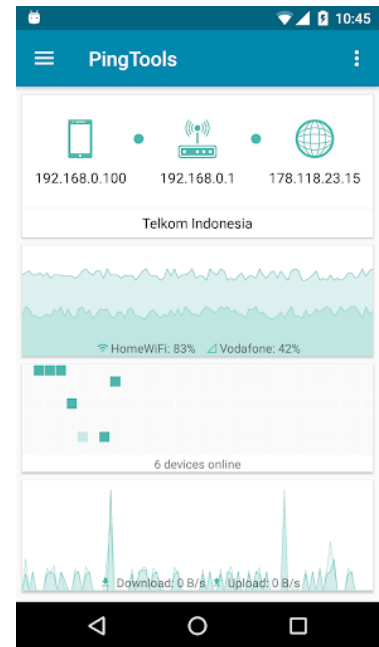 10:45
PingTools
192.168.0.100 192.168.0.1 178.118.23.15
Telkom Indonesia
HomeWiFi: 83% Vodafone: 42%
6 devices online
Download: 0 B/s Upload: 0 B/s